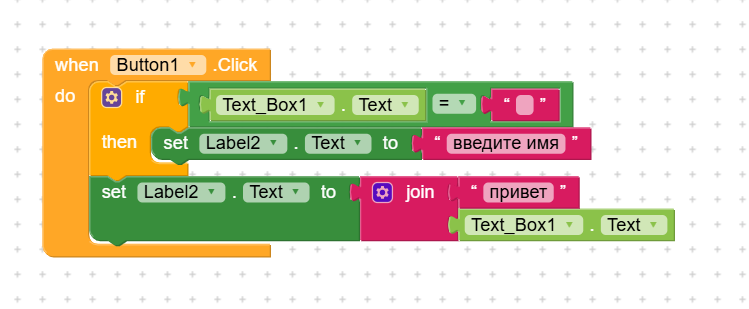 when Button1 .Click
do if Text_Box1 . Text = “ ”
then set Label2 . Text to “ введите имя ”
set Label2 . Text to join “ привет ”
Text_Box1 . Text